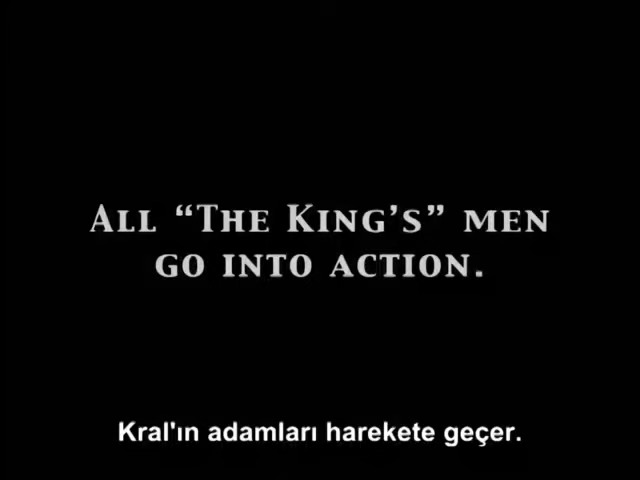 ALL “THE KING’S” MEN
GO INTO ACTION.
Kral'ın adamları harekete geçer.